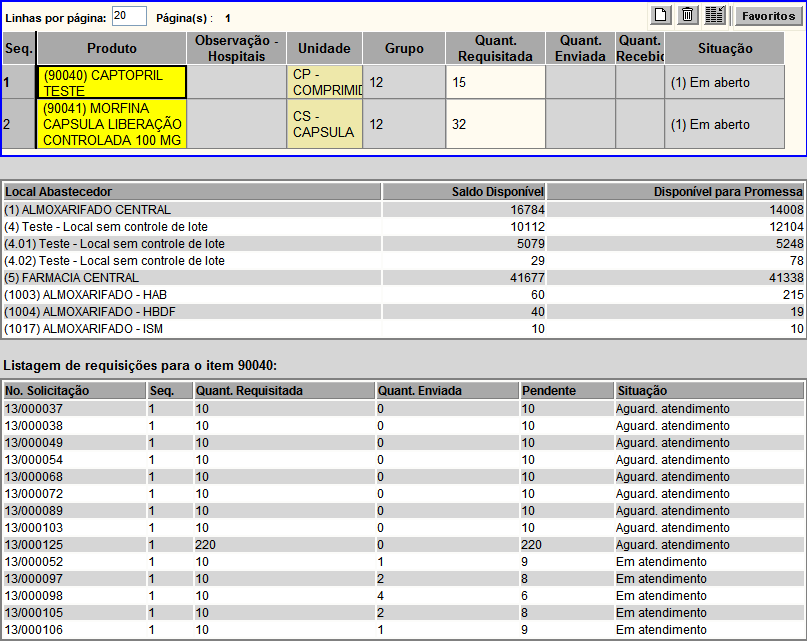 Linhas por página: 20 Página(s) : 1 Favoritos
Seq. Produto Observação - Hospitais Unidade Grupo Quant. Requisitada Quant. Enviada Quant. Recebid Situação
1 (90040) CAPTOPRIL TESTE CP - COMPRIMID 12 15 (1) Em aberto
2 (90041) MORFINA CAPSULA LIBERAÇÃO CONTROLADA 100 MG CS - CAPSULA 12 32 (1) Em aberto
Local Abastecedor Saldo Disponível Disponível para Promessa
(1) ALMOXARIFADO CENTRAL 16784 14008
(4) Teste - Local sem controle de lote 10112 12104
(4.01) Teste - Local sem controle de lote 5079 5248
(4.02) Teste - Local sem controle de lote 29 78
(5) FARMACIA CENTRAL 41677 41338
(1003) ALMOXARIFADO - HAB 60 215
(1004) ALMOXARIFADO - HBDF 40 19
(1017) ALMOXARIFADO - ISM 10 10
Listagem de requisições para o item 90040:
No. Solicitação Seq. Quant. Requisitada Quant. Enviada Pendente Situação
13/000037 1 10 0 10 Aguard. atendimento
13/000038 1 10 0 10 Aguard. atendimento
13/000049 1 10 0 10 Aguard. atendimento
13/000054 1 10 0 10 Aguard. atendimento
13/000068 1 10 0 10 Aguard. atendimento
13/000072 1 10 0 10 Aguard. atendimento
13/000089 1 10 0 10 Aguard. atendimento
13/000103 1 10 0 10 Aguard. atendimento
13/000125 1 220 0 220 Aguard. atendimento
13/000052 1 10 1 9 Em atendimento
13/000097 1 10 2 8 Em atendimento
13/000098 1 10 4 6 Em atendimento
13/000105 1 10 2 8 Em atendimento
13/000106 1 10 1 9 Em atendimento